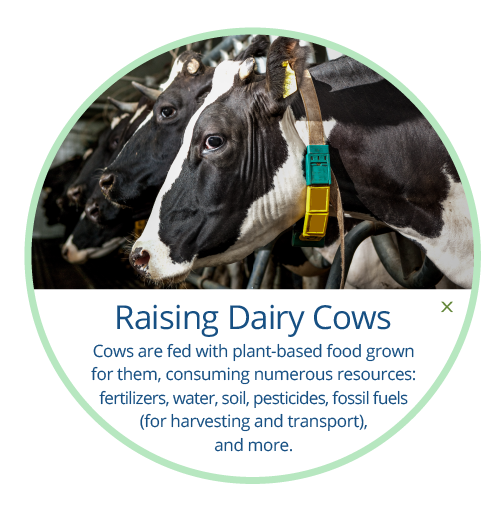 Raising Dairy Cows
Cows are fed with plant-based food grown
for them, consuming numerous resources:
fertilizers, water, soil, pesticides, fossil fuels
(for harvesting and transport),
and more.